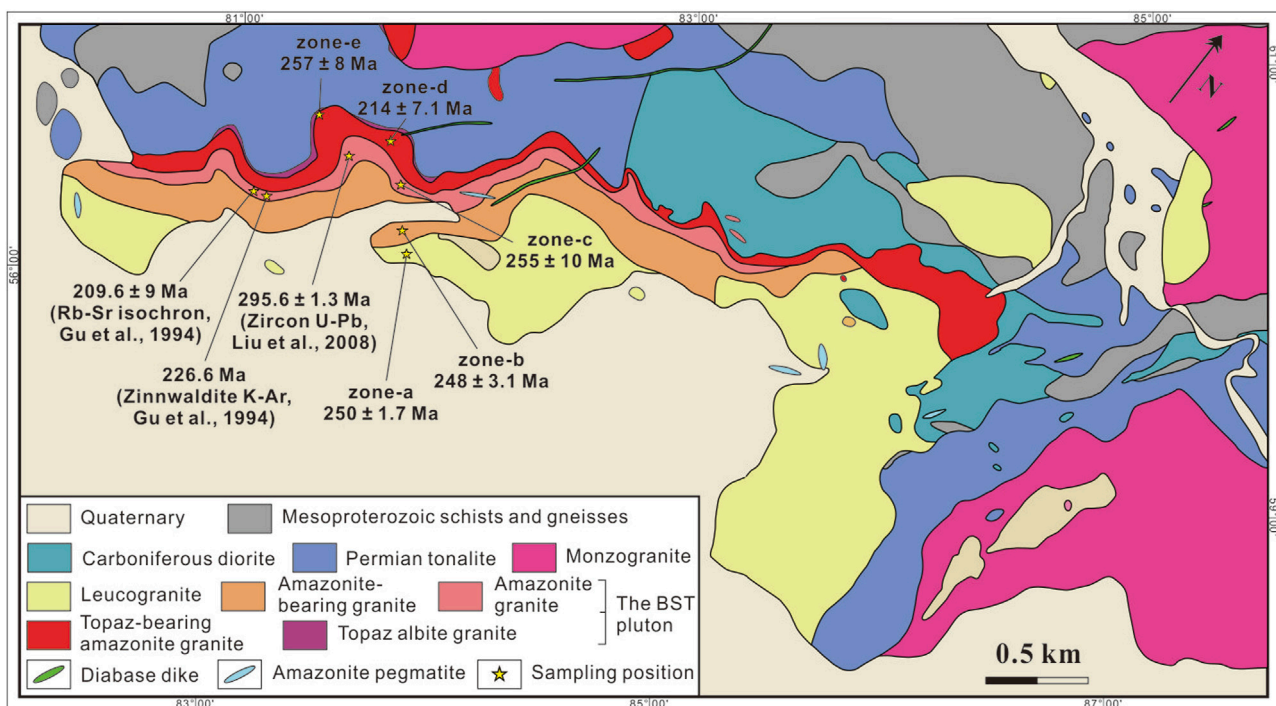 81°00′
83°00′
85°00′
61°00′
N
zone-e
257 ± 8 Ma
zone-d
214 ± 7.1 Ma
zone-c
255 ± 10 Ma
56°00′
209.6 ± 9 Ma
(Rb-Sr isochron,
Gu et al., 1994)
295.6 ± 1.3 Ma
(Zircon U-Pb,
Liu et al., 2008)
226.6 Ma
(Zinnwaldite K-Ar,
Gu et al., 1994)
zone-a
250 ± 1.7 Ma
zone-b
248 ± 3.1 Ma
59°00′
Quaternary
Mesoproterozoic schists and gneisses
Carboniferous diorite
Permian tonalite
Monzogranite
Leucogranite
Amazonite-
bearing granite
Amazonite
granite
The BST
pluton
Topaz-bearing
amazonite granite
Topaz albite granite
Diabase dike
Amazonite pegmatite
Sampling position
0.5 km
83°00′
85°00′
87°00′